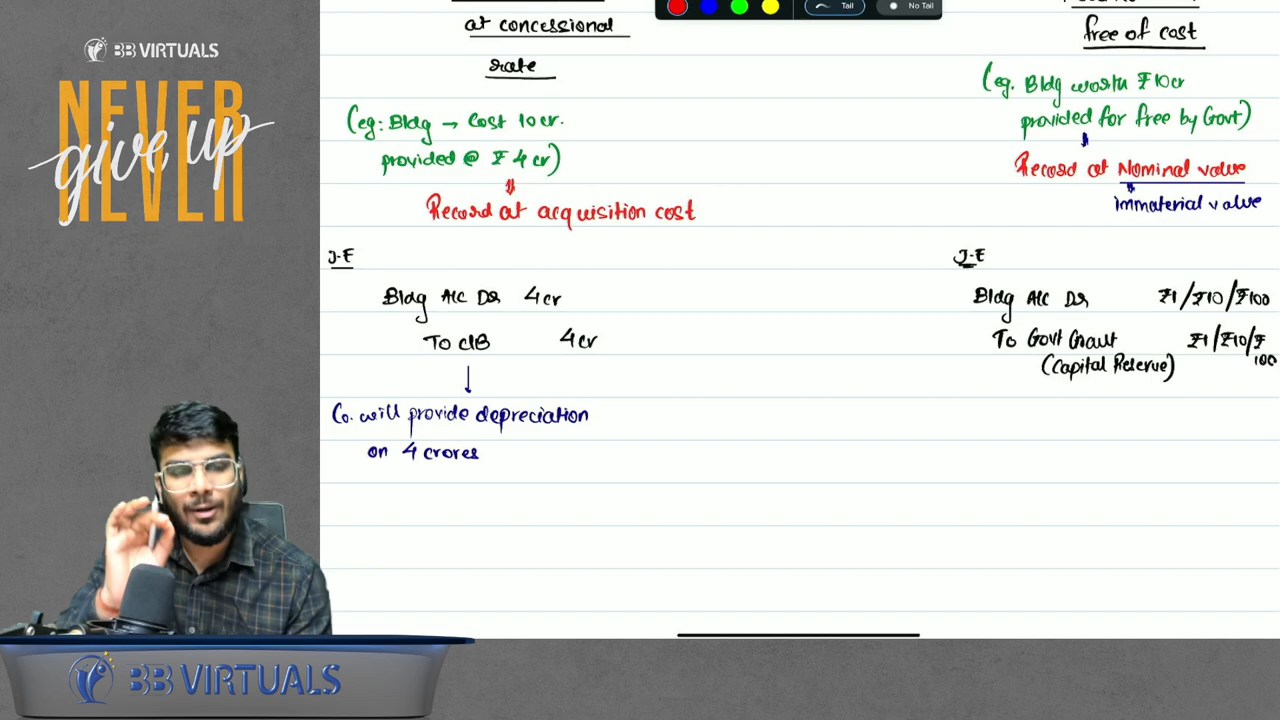 BB VIRTUALS
NEVER
give up
NEVER
at concessional
rate
(eg: Bldg → Cost 10cr.
provided @ ₹ 4 cr)
Record at acquisition cost
J.E
Bldg A/C Dr 4cr
To C/B 4cr
Co. will provide depreciation
on 4 crores
Tail
No Tail
free of cost
(eg. Bldg worth ₹10cr
provided for free by Govt)
Record at Nominal value
immaterial value
J.E
Bldg A/C Dr ₹1/₹10/₹100
To Govt Grant ₹1/₹10/₹
100
(Capital Reserve)
BB VIRTUALS